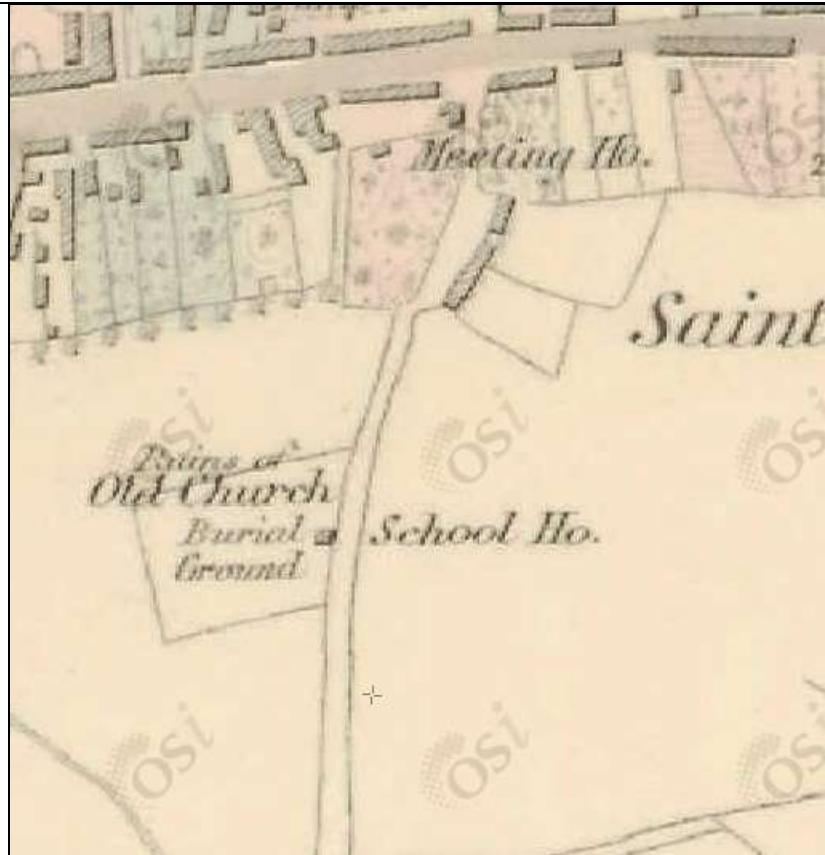 Meeting Ho.
2
Saint
Ruins of
Old Church
Burial
Ground
School Ho.
osi
osi
osi
osi
osi
osi
osi
osi